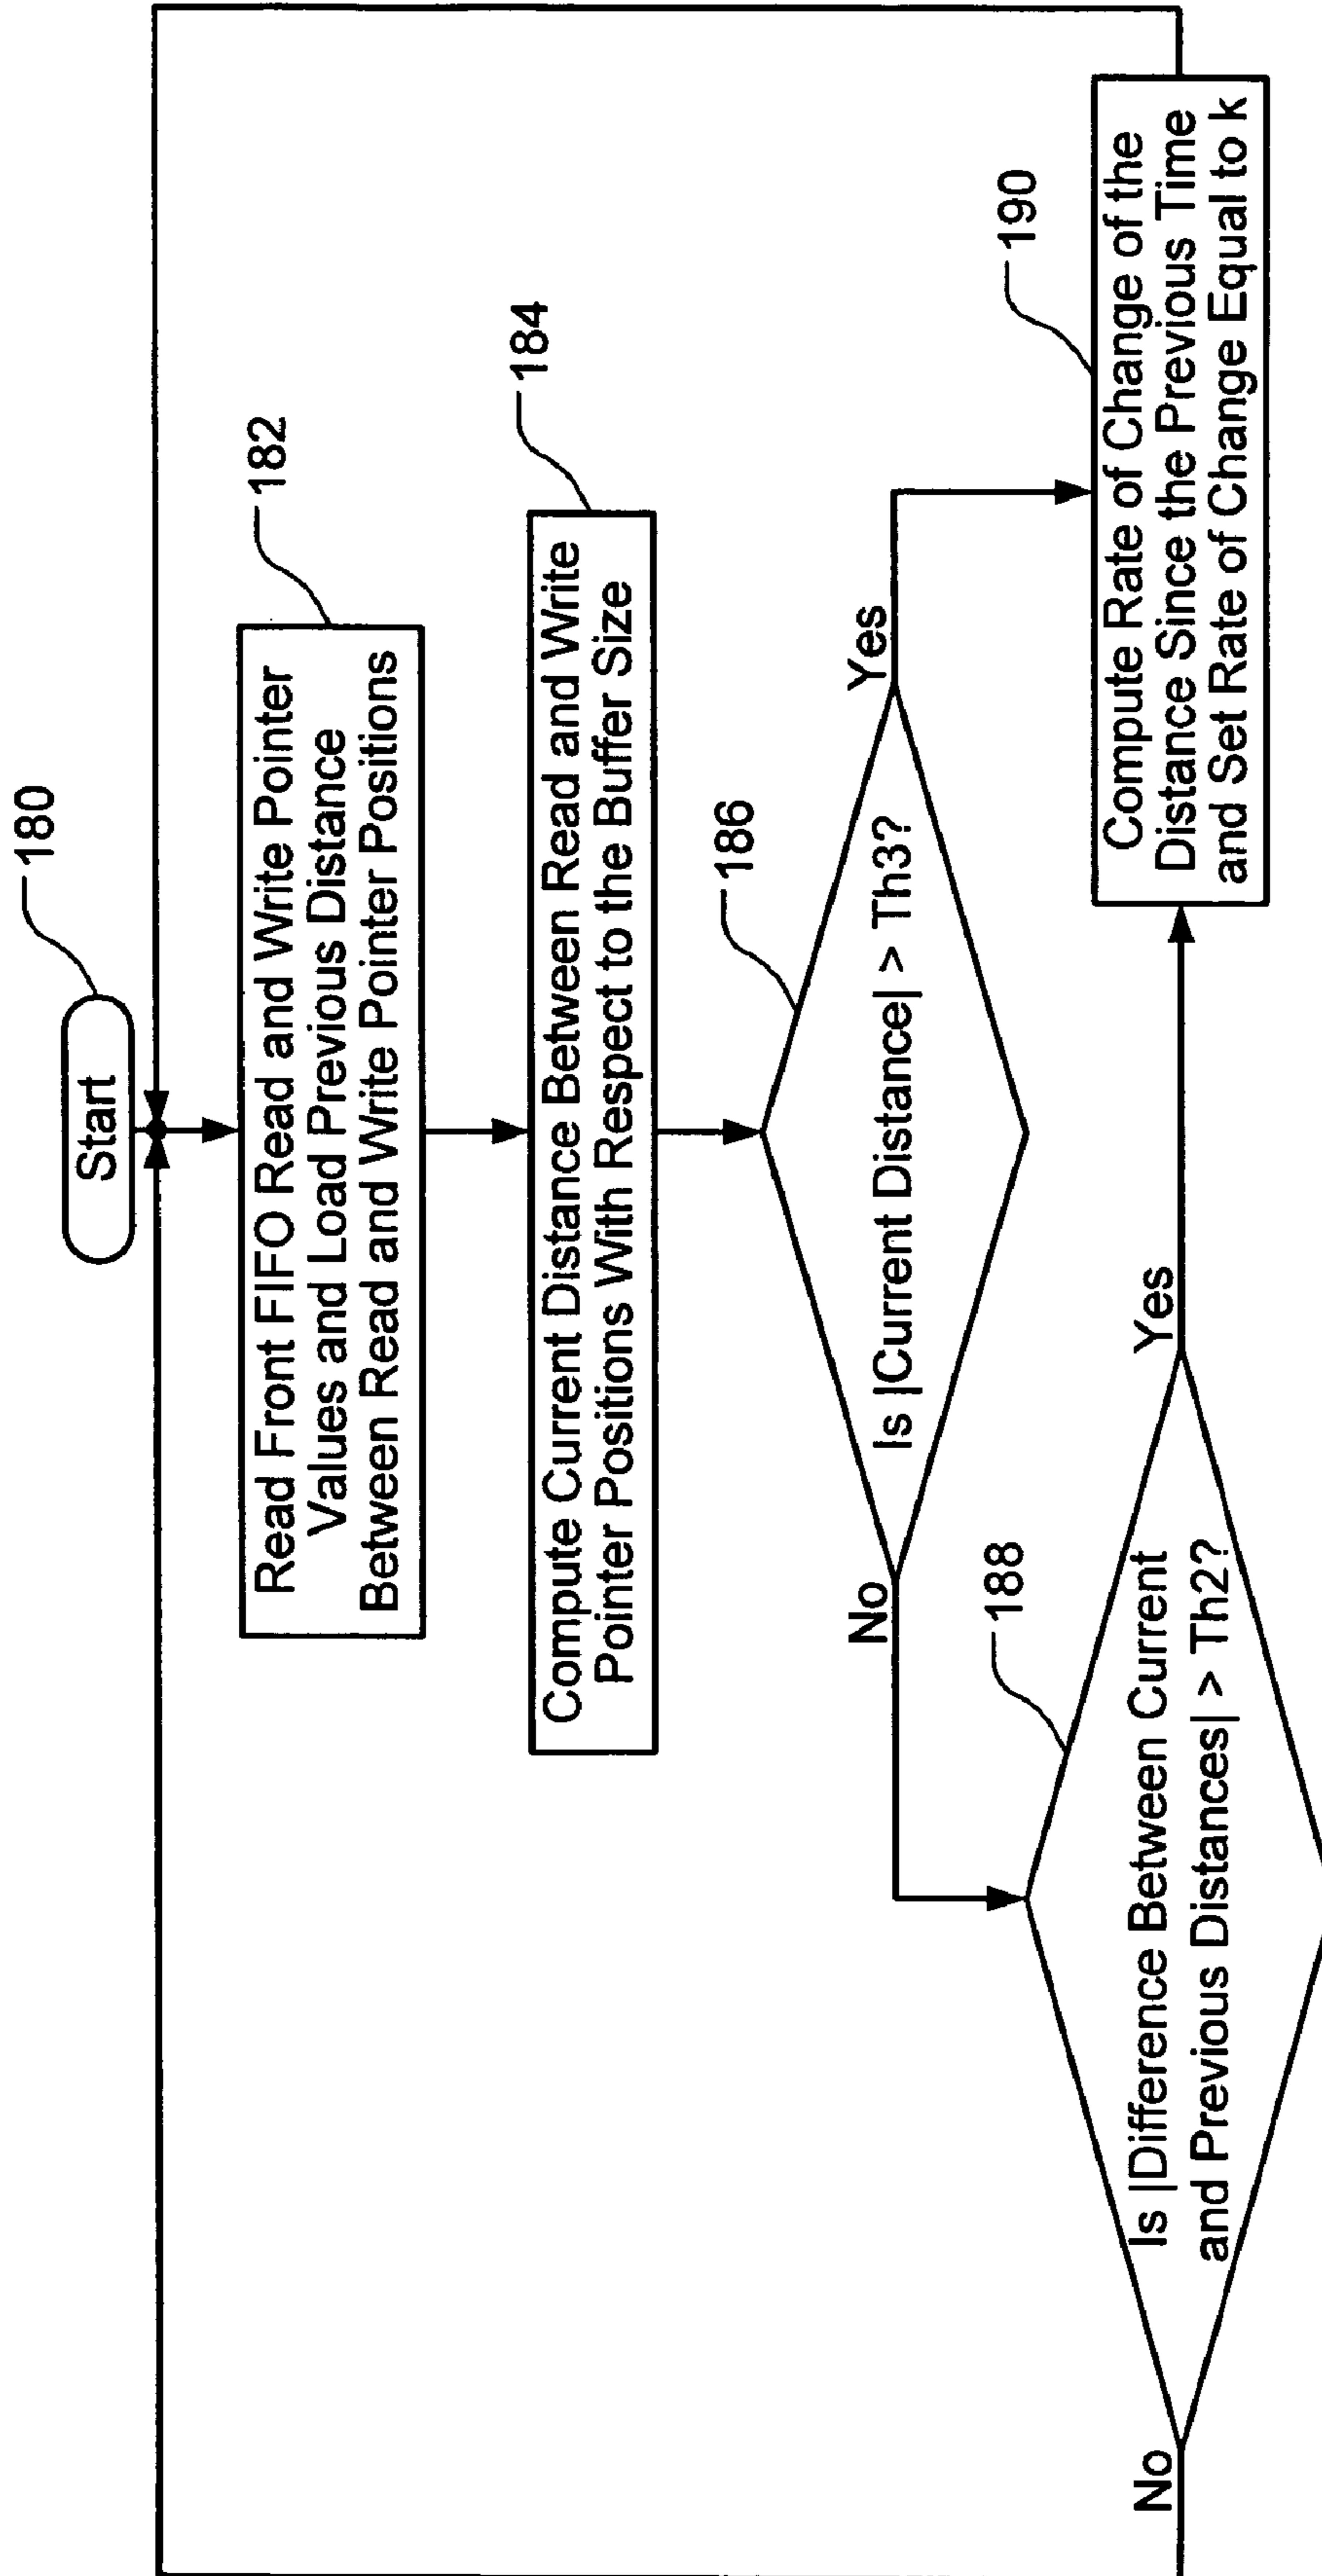 Start
180
Read Front FIFO Read and Write Pointer
Values and Load Previous Distance
Between Read and Write Pointer Positions
182
Compute Current Distance Between Read and Write
Pointer Positions With Respect to the Buffer Size
184
Is |Current Distance| > Th3?
186
No
Yes
Is |Difference Between Current
and Previous Distances| > Th2?
188
No
Yes
Compute Rate of Change of the
Distance Since the Previous Time
and Set Rate of Change Equal to k
190